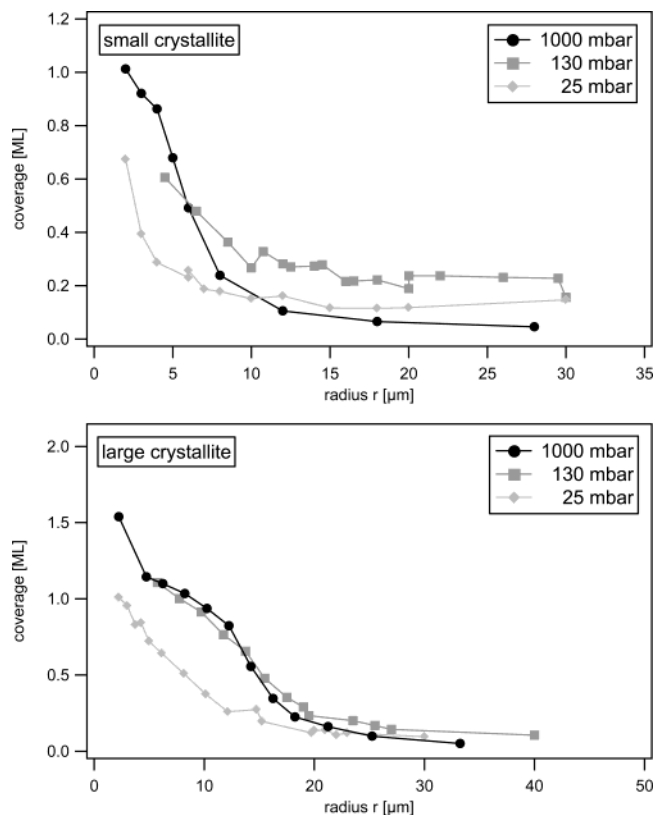 1.2
1.0
0.8
0.6
0.4
0.2
0.0
coverage [ML]
small crystallite
1000 mbar
130 mbar
25 mbar
0 5 10 15 20 25 30 35
radius r [µm]
2.0
1.5
1.0
0.5
0.0
coverage [ML]
large crystallite
1000 mbar
130 mbar
25 mbar
0 10 20 30 40 50
radius r [µm]